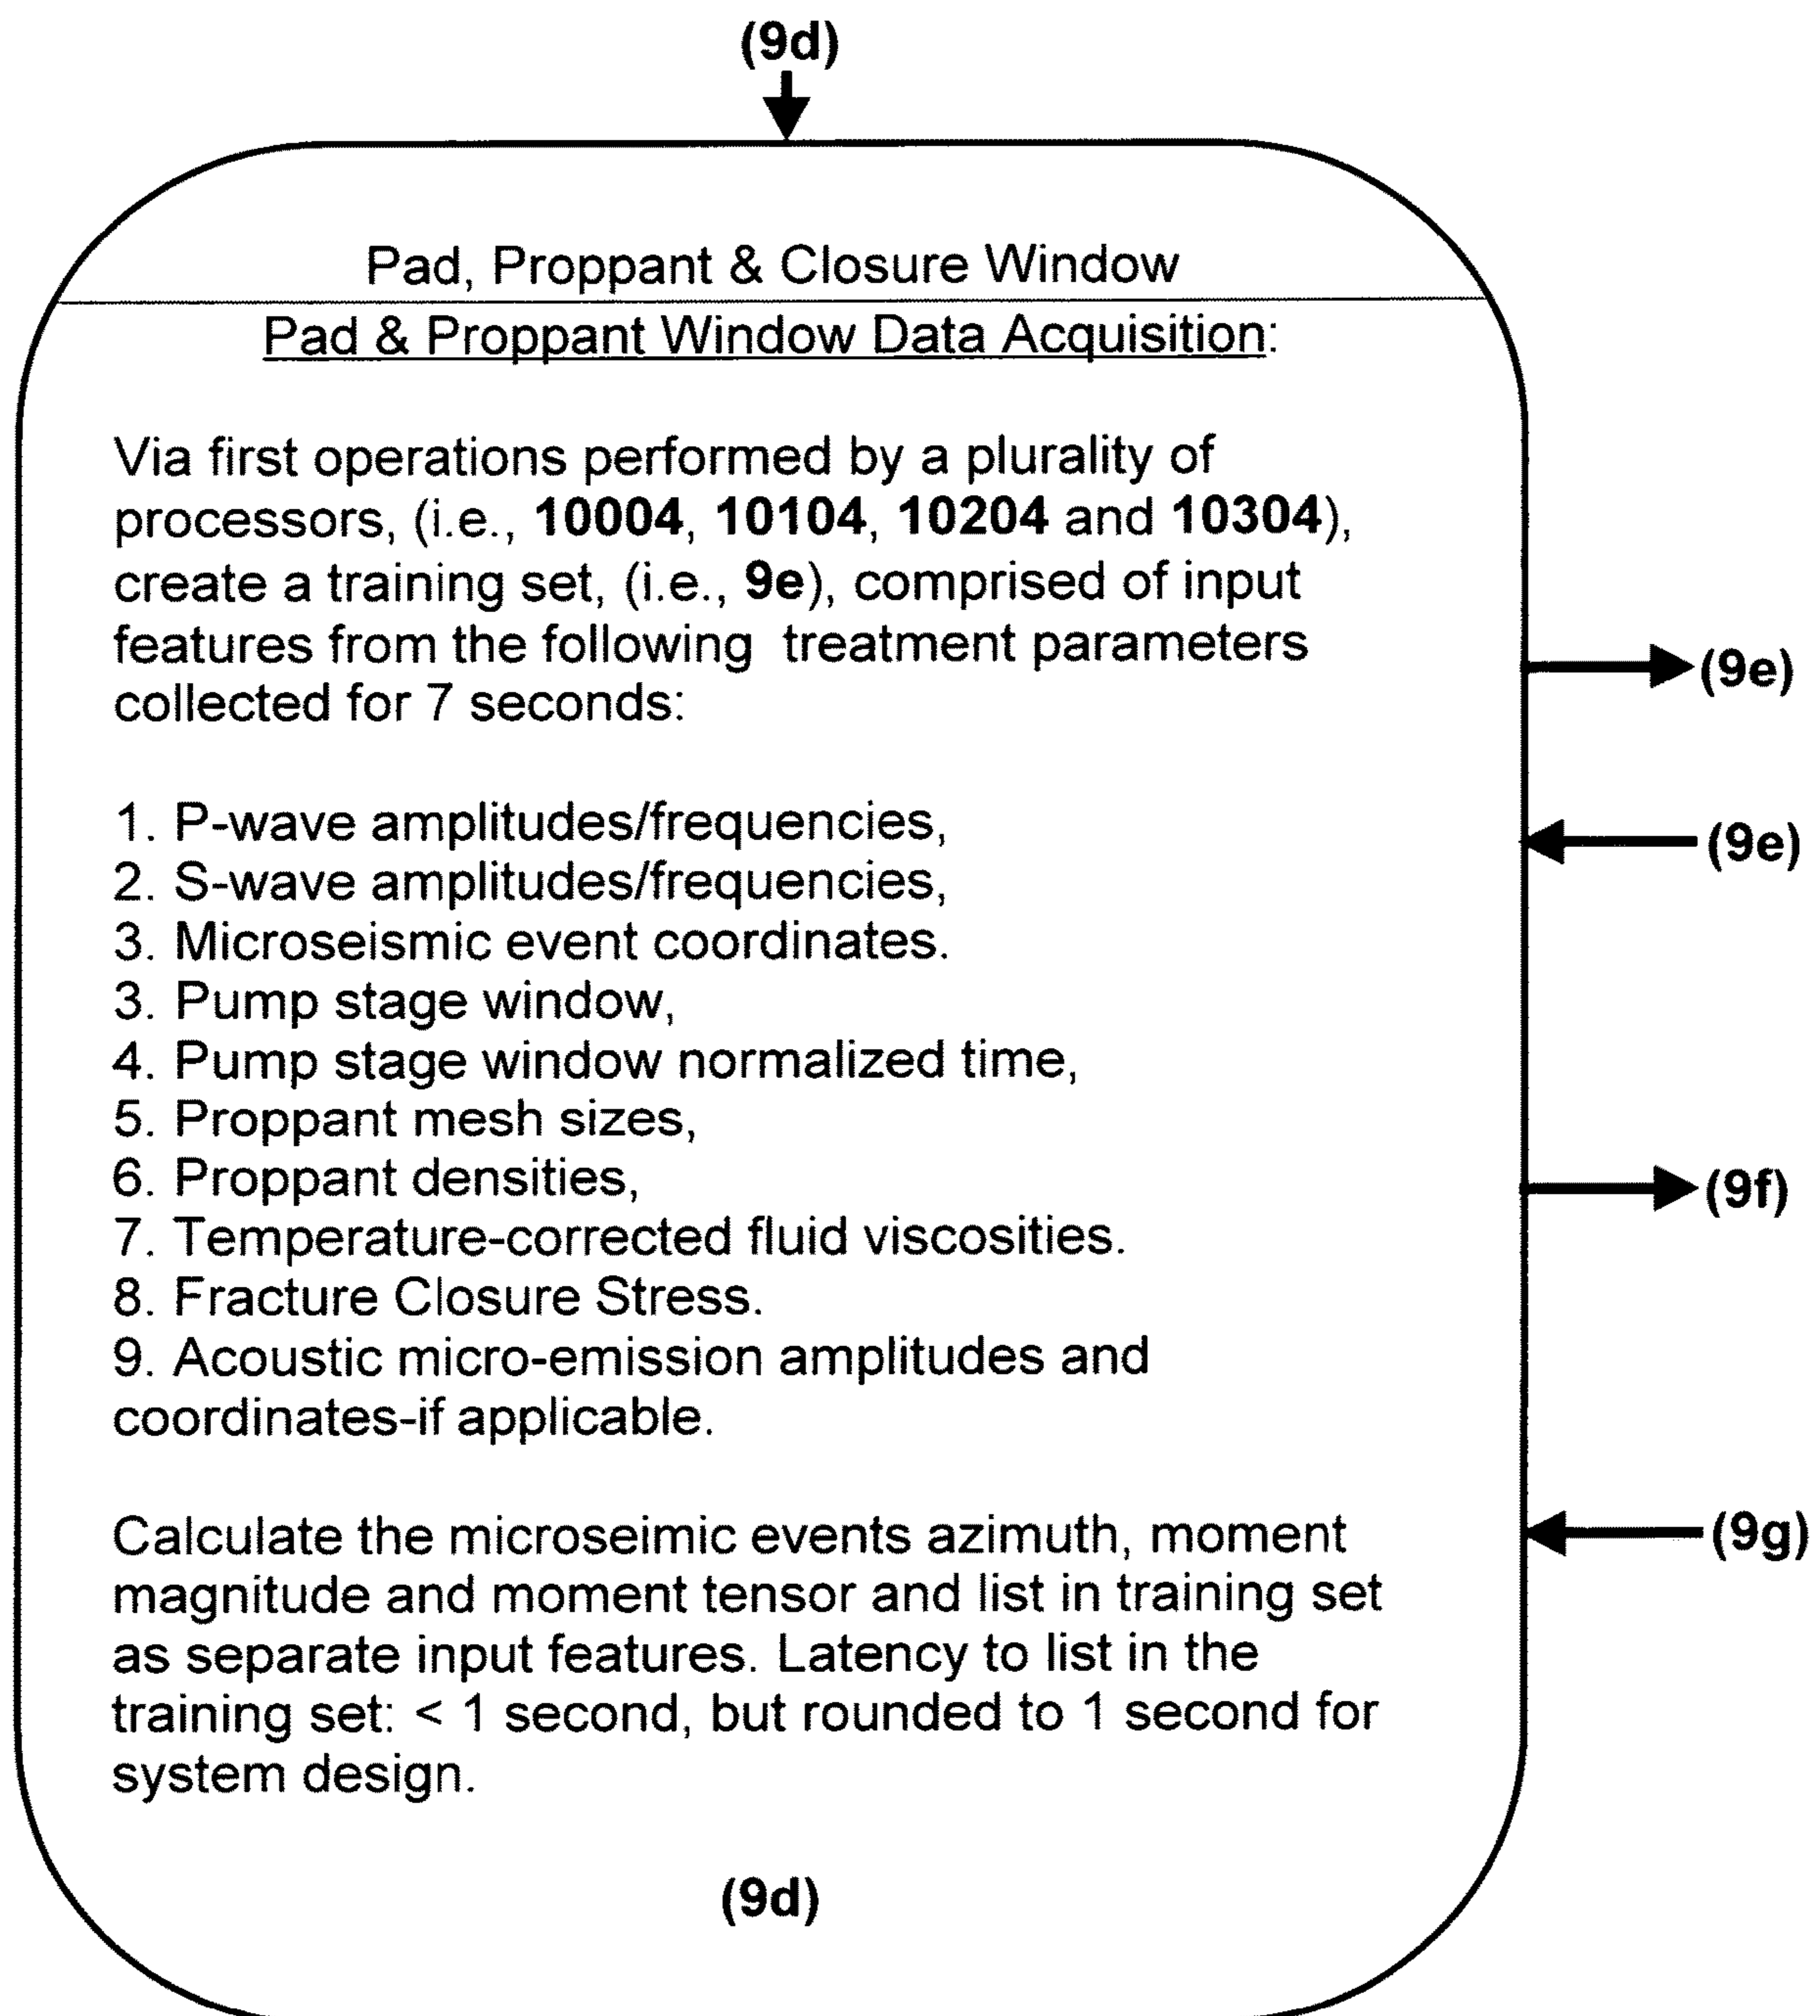 (9d)
Pad, Proppant & Closure Window
Pad & Proppant Window Data Acquisition:
Via first operations performed by a plurality of
processors, (i.e., 10004, 10104, 10204 and 10304),
create a training set, (i.e., 9e), comprised of input
features from the following treatment parameters
collected for 7 seconds:
(9e)
1. P-wave amplitudes/frequencies,
(9e)
2. S-wave amplitudes/frequencies,
3. Microseismic event coordinates.
3. Pump stage window,
4. Pump stage window normalized time,
5. Proppant mesh sizes,
6. Proppant densities,
(9f)
7. Temperature-corrected fluid viscosities.
8. Fracture Closure Stress.
9. Acoustic micro-emission amplitudes and
coordinates-if applicable.
Calculate the microseimic events azimuth, moment
(9g)
magnitude and moment tensor and list in training set
as separate input features. Latency to list in the
training set: < 1 second, but rounded to 1 second for
system design.
(9d)